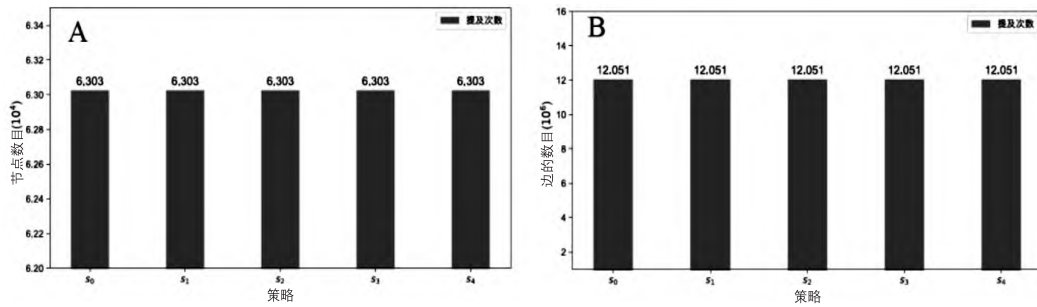 A
提及次数
6.34
6.32
6.30
6.28
6.26
6.24
6.22
6.20
节点数目(10⁴)
6.303 6.303 6.303 6.303 6.303
s₀ s₁ s₂ s₃ s₄
策略
B
提及次数
16
14
12
10
8
6
4
2
边的数目(10⁶)
12.051 12.051 12.051 12.051 12.051
s₀ s₁ s₂ s₃ s₄
策略